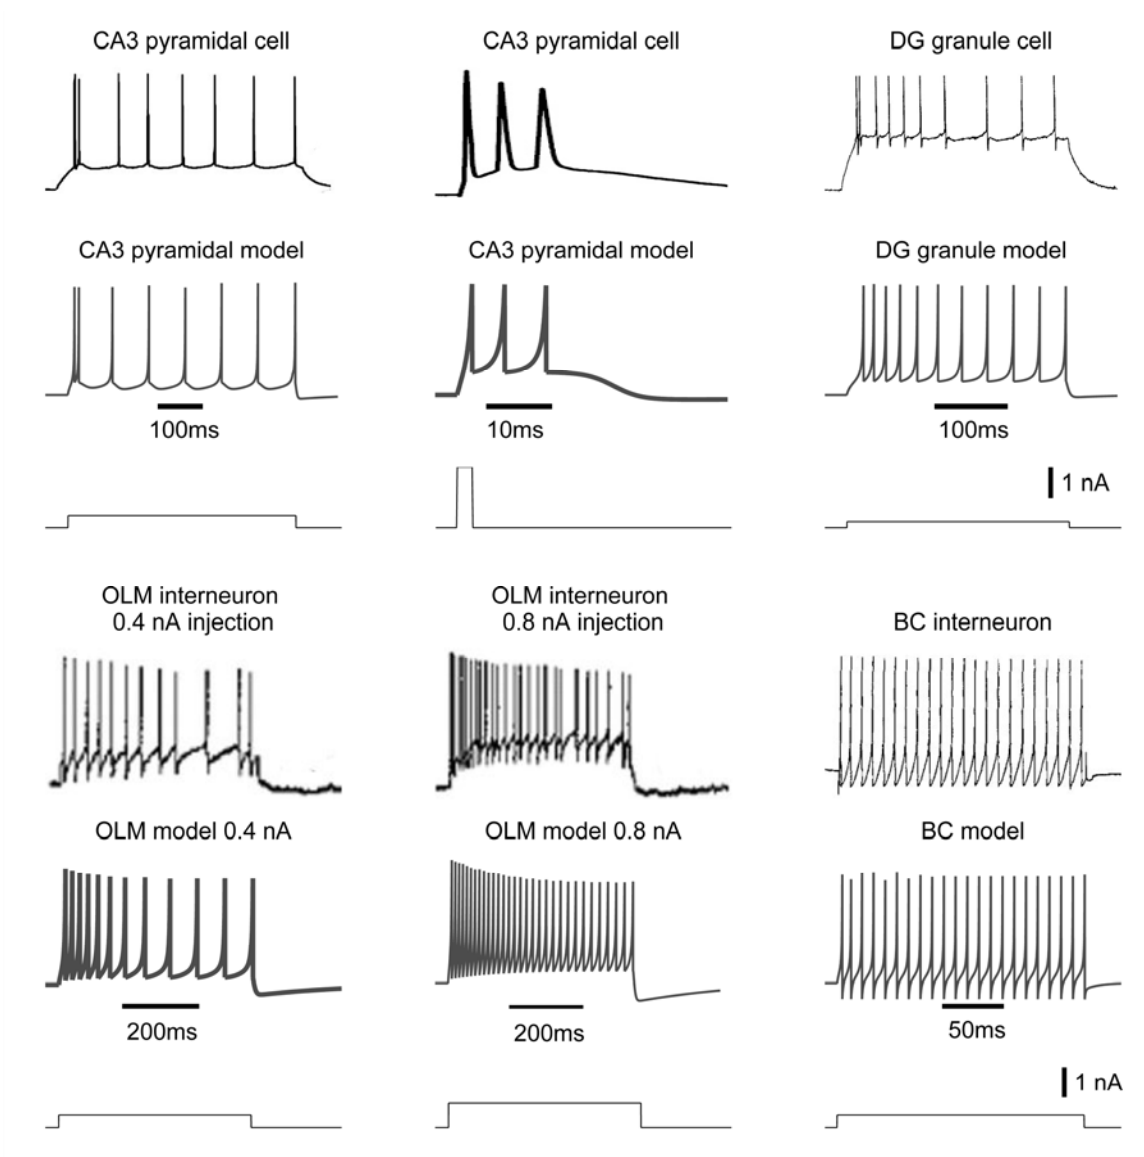 CA3 pyramidal cell
CA3 pyramidal cell
DG granule cell
CA3 pyramidal model
CA3 pyramidal model
DG granule model
100ms
10ms
100ms
1 nA
OLM interneuron
0.4 nA injection
OLM interneuron
0.8 nA injection
BC interneuron
OLM model 0.4 nA
OLM model 0.8 nA
BC model
200ms
200ms
50ms
1 nA